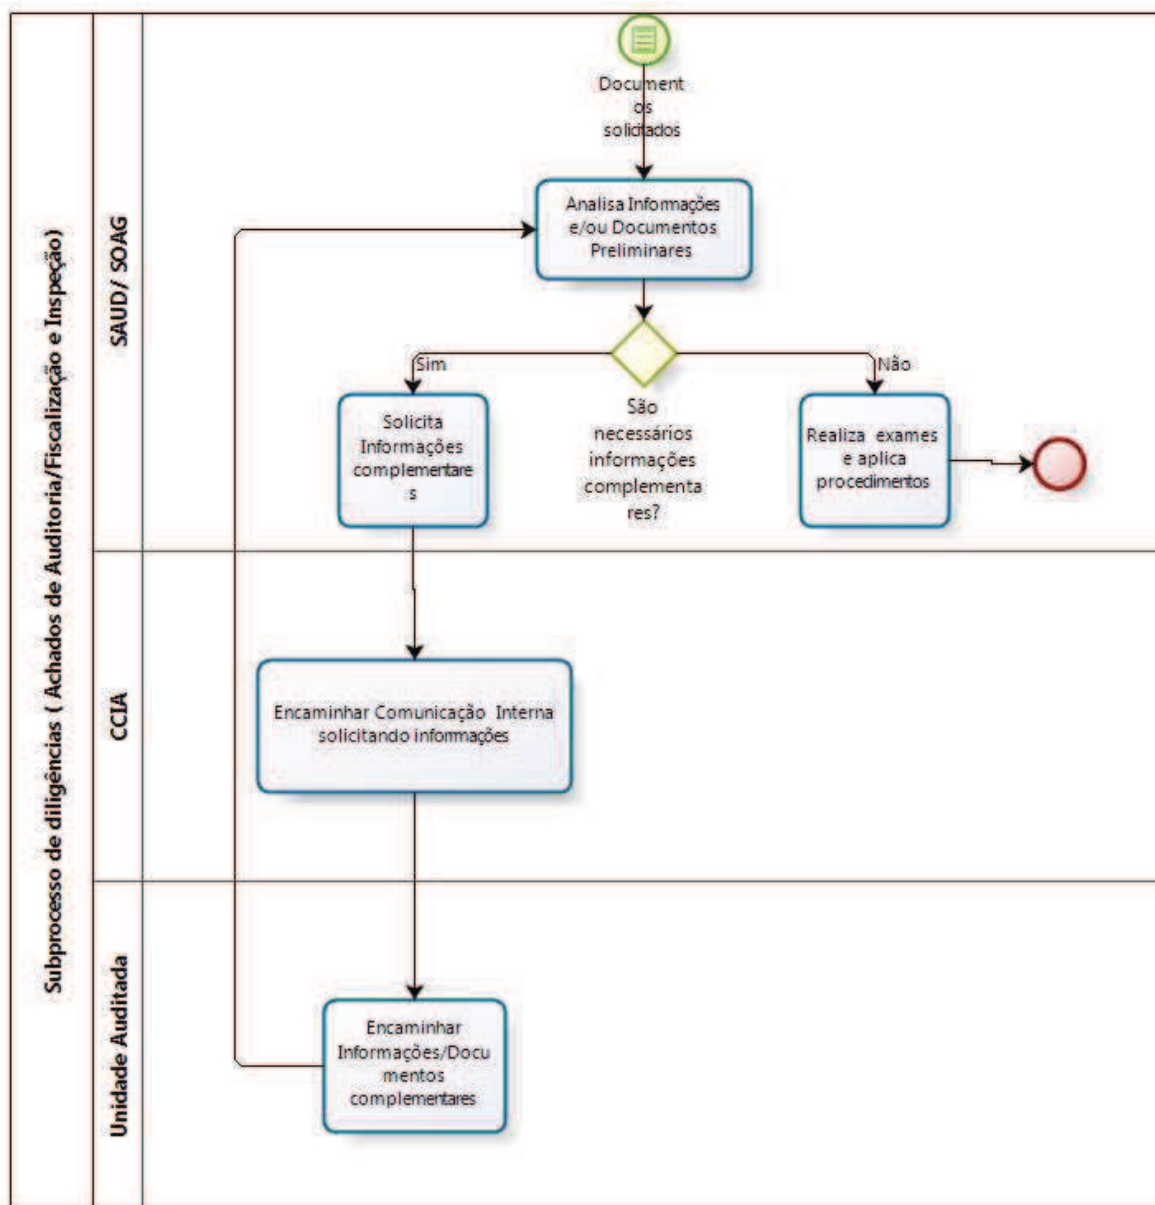 Subprocesso de diligências ( Achados de Auditoria/Fiscalização e Inspeção)
SAUD/ SOAG
Document
os
solicitados
Analisa Informações
e/ou Documentos
Preliminares
Sim
Não
São
necessários
informações
complementa
res?
Solicita
Informações
complementare
s
Realiza exames
e aplica
procedimentos
CCIA
Encaminhar Comunicação Interna
solicitando informações
Unidade Auditada
Encaminhar
Informações/Docu
mentos
complementares